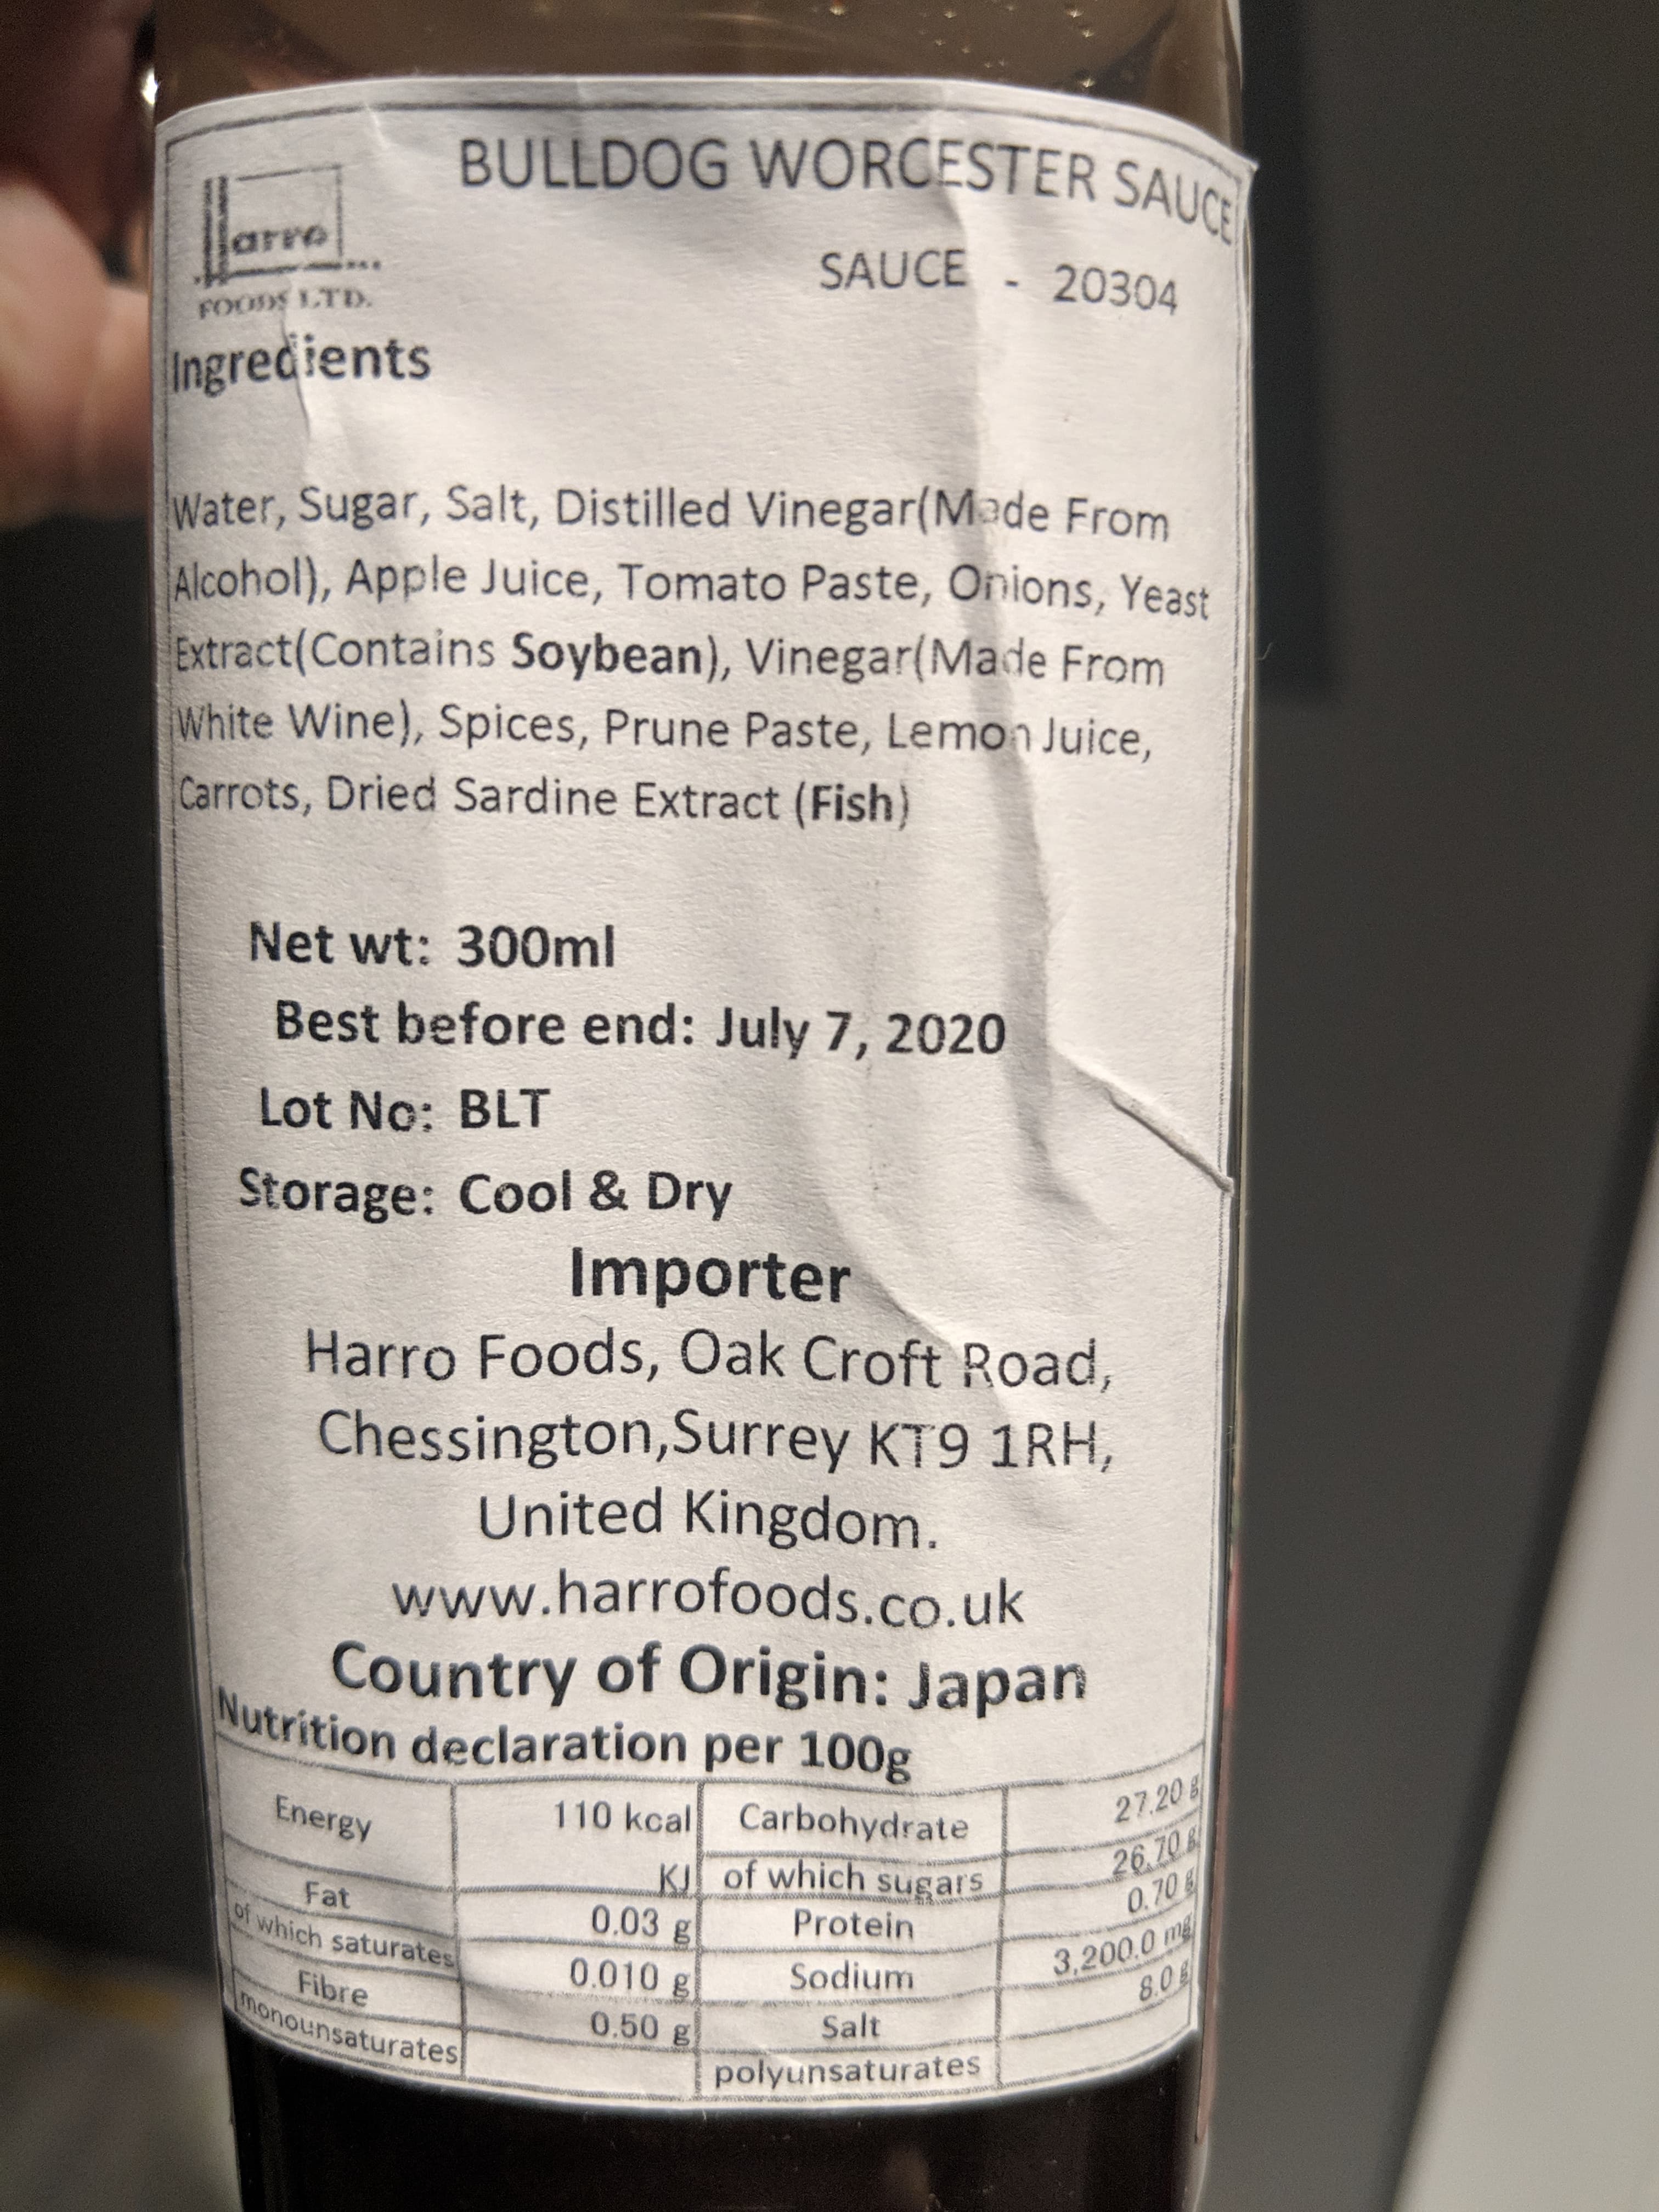 BULLDOG WORCESTER SAUCE
Harro
FOODS LTD.
SAUCE - 20304
Ingredients
Water, Sugar, Salt, Distilled Vinegar(Made From
Alcohol), Apple Juice, Tomato Paste, Onions, Yeast
Extract(Contains Soybean), Vinegar(Made From
White Wine), Spices, Prune Paste, Lemon Juice,
Carrots, Dried Sardine Extract (Fish)
Net wt: 300ml
Best before end: July 7, 2020
Lot No: BLT
Storage: Cool & Dry
Importer
Harro Foods, Oak Croft Road,
Chessington,Surrey KT9 1RH,
United Kingdom.
www.harrofoods.co.uk
Country of Origin: Japan
Nutrition declaration per 100g
Energy 110 kcal Carbohydrate 27.20 g
KJ of which sugars 26.70 g
Fat 0.03 g Protein 0.70 g
of which saturates 0.010 g Sodium 3,200.0 mg
Fibre 0.50 g Salt 8.0 g
monounsaturates polyunsaturates